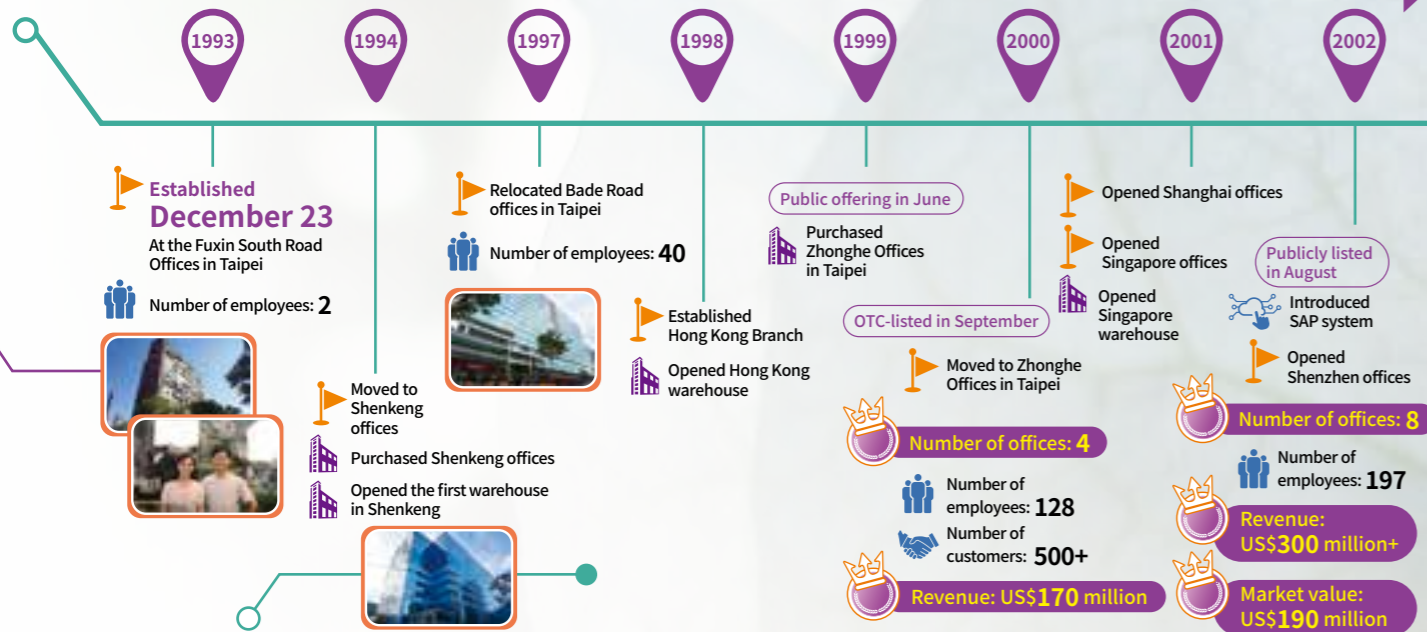 1993
1994
1997
1998
1999
2000
2001
2002
Established
December 23
At the Fuxin South Road
Offices in Taipei
Number of employees: 2
Moved to
Shenkeng
offices
Purchased Shenkeng offices
Opened the first warehouse
in Shenkeng
Relocated Bade Road
offices in Taipei
Number of employees: 40
Established
Hong Kong Branch
Opened Hong Kong
warehouse
Public offering in June
Purchased
Zhonghe Offices
in Taipei
OTC-listed in September
Moved to Zhonghe
Offices in Taipei
Number of offices: 4
Number of
employees: 128
Number of
customers: 500+
Revenue: US$170 million
Opened Shanghai offices
Opened
Singapore offices
Opened
Singapore
warehouse
Publicly listed
in August
Introduced
SAP system
Opened
Shenzhen offices
Number of offices: 8
Number of
employees: 197
Revenue:
US$300 million+
Market value:
US$190 million